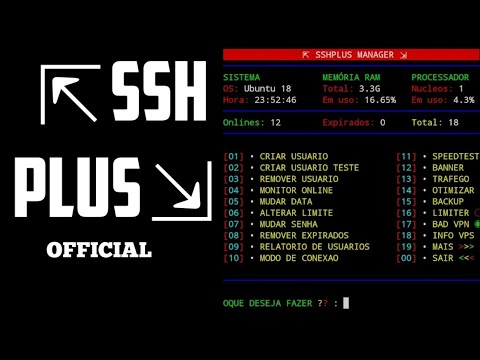 SSH
PLUS
OFFICIAL
⇱ SSHPLUS MANAGER ⇲
SISTEMA MEMÓRIA RAM PROCESSADOR
OS: Ubuntu 18 Total: 3.3G Nucleos: 1
Hora: 23:52:46 Em uso: 16.65% Em uso: 4.3%
Onlines: 12 Expirados: 0 Total: 18
[01] • CRIAR USUARIO [11] • SPEEDTEST
[02] • CRIAR USUARIO TESTE [12] • BANNER
[03] • REMOVER USUARIO [13] • TRAFEGO
[04] • MONITOR ONLINE [14] • OTIMIZAR
[05] • MUDAR DATA [15] • BACKUP
[06] • ALTERAR LIMITE [16] • LIMITER
[07] • MUDAR SENHA [17] • BAD VPN
[08] • REMOVER EXPIRADOS [18] • INFO VPS
[09] • RELATORIO DE USUARIOS [19] • MAIS >>>
[10] • MODO DE CONEXAO [00] • SAIR <<<
OQUE DESEJA FAZER ?? :